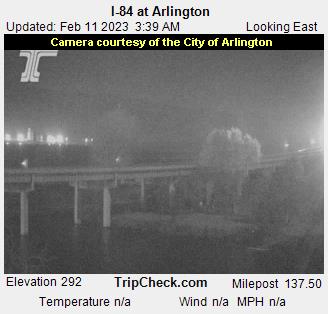 I-84 at Arlington
Updated: Feb 11 2023 3:39 AM Looking East
Camera courtesy of the City of Arlington
Elevation 292 TripCheck.com Milepost 137.50
Temperature n/a Wind n/a MPH n/a